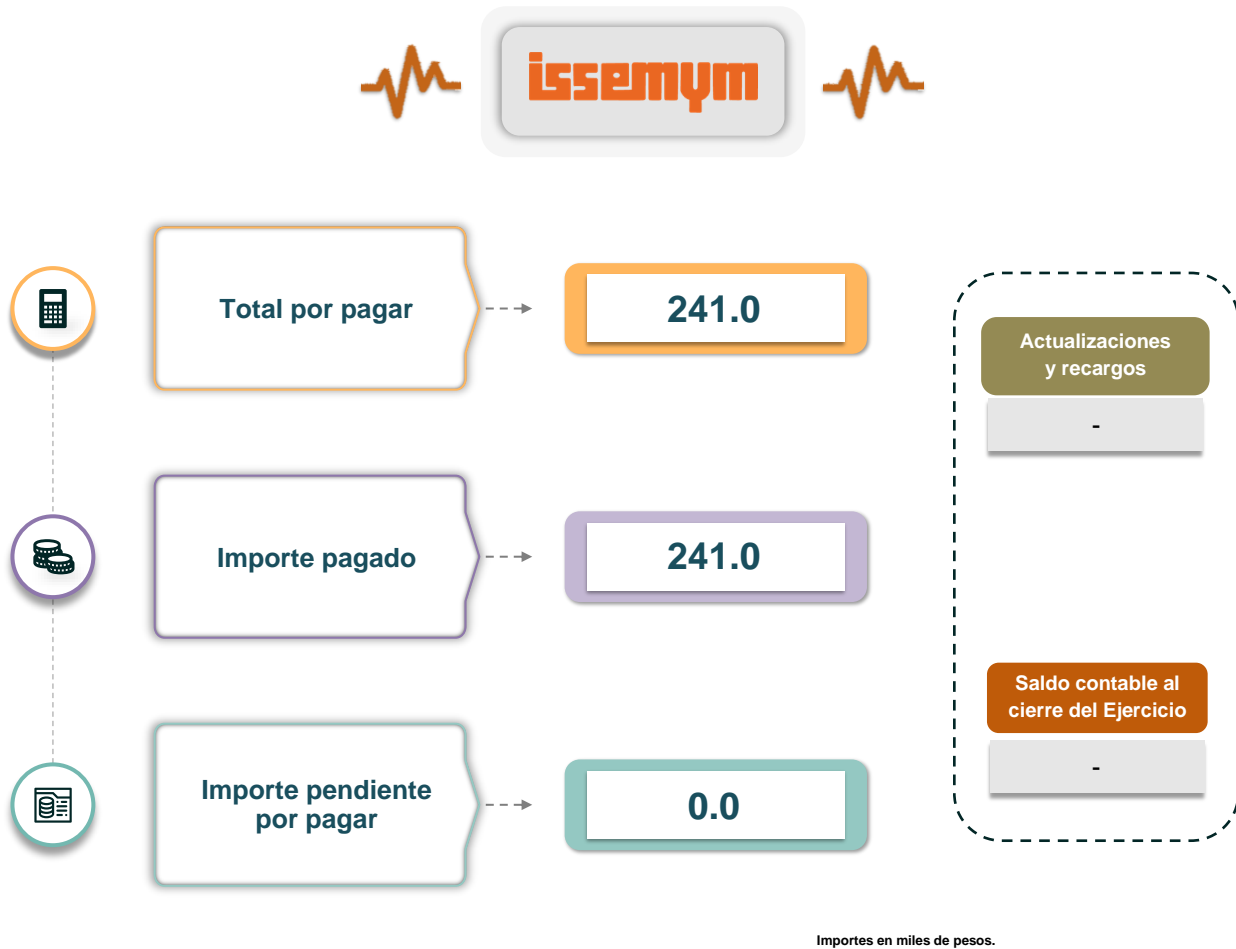 issemym
Total por pagar
241.0
Importe pagado
241.0
Importe pendiente
por pagar
0.0
Actualizaciones
y recargos
-
Saldo contable al
cierre del Ejercicio
-
Importes en miles de pesos.